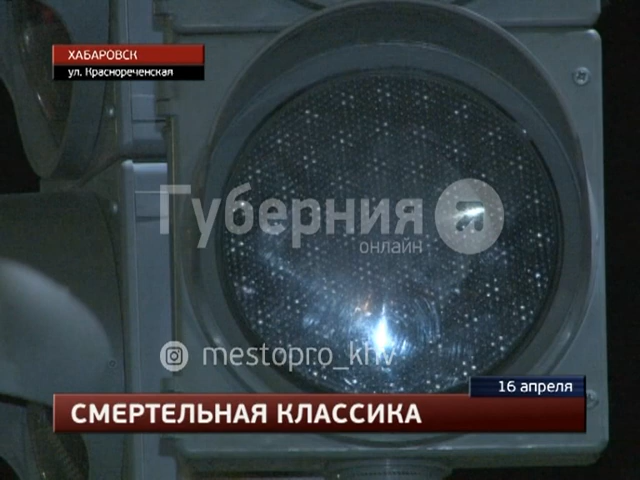 ХАБАРОВСК
ул. Краснореченская
Губерния
онлайн
mestopro_khv
16 апреля
СМЕРТЕЛЬНАЯ КЛАССИКА